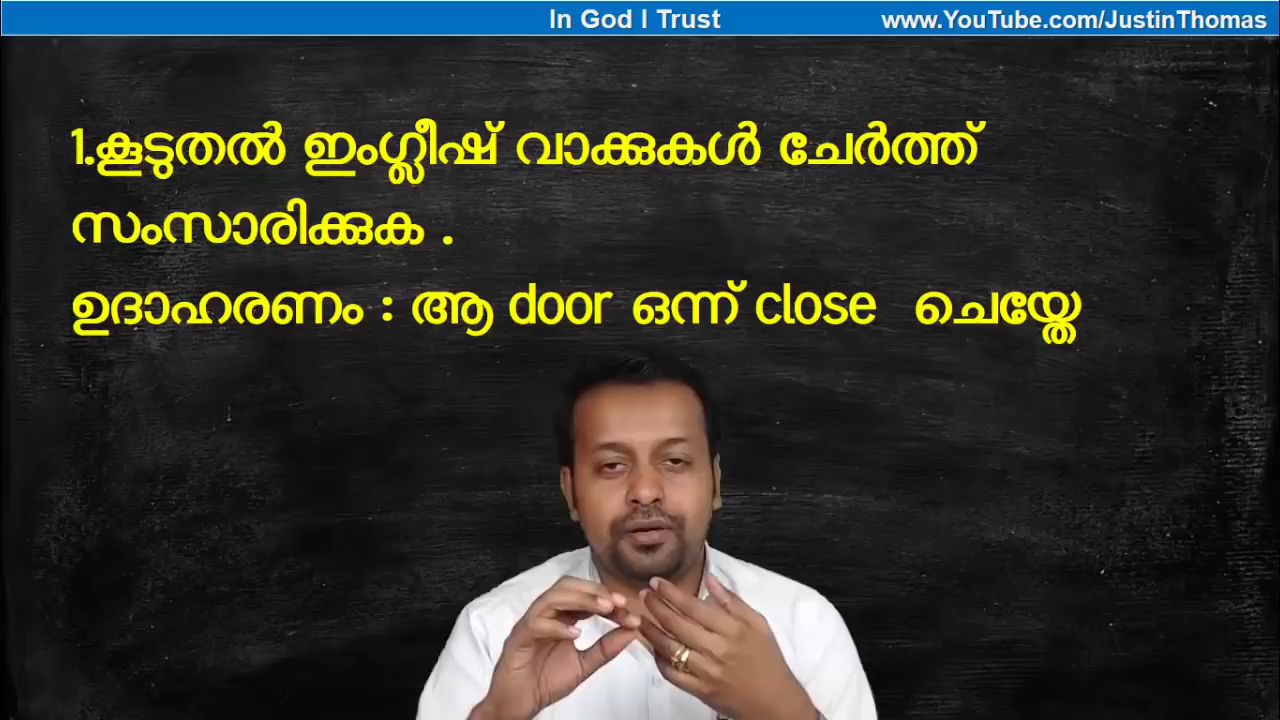 In God I Trust
www.YouTube.com/JustinThomas
1.കൂടുതൽ ഇംഗ്ലീഷ് വാക്കുകൾ ചേർത്ത്
സംസാരിക്കുക .
ഉദാഹരണം : ആ door ഒന്ന് close ചെയ്തേ